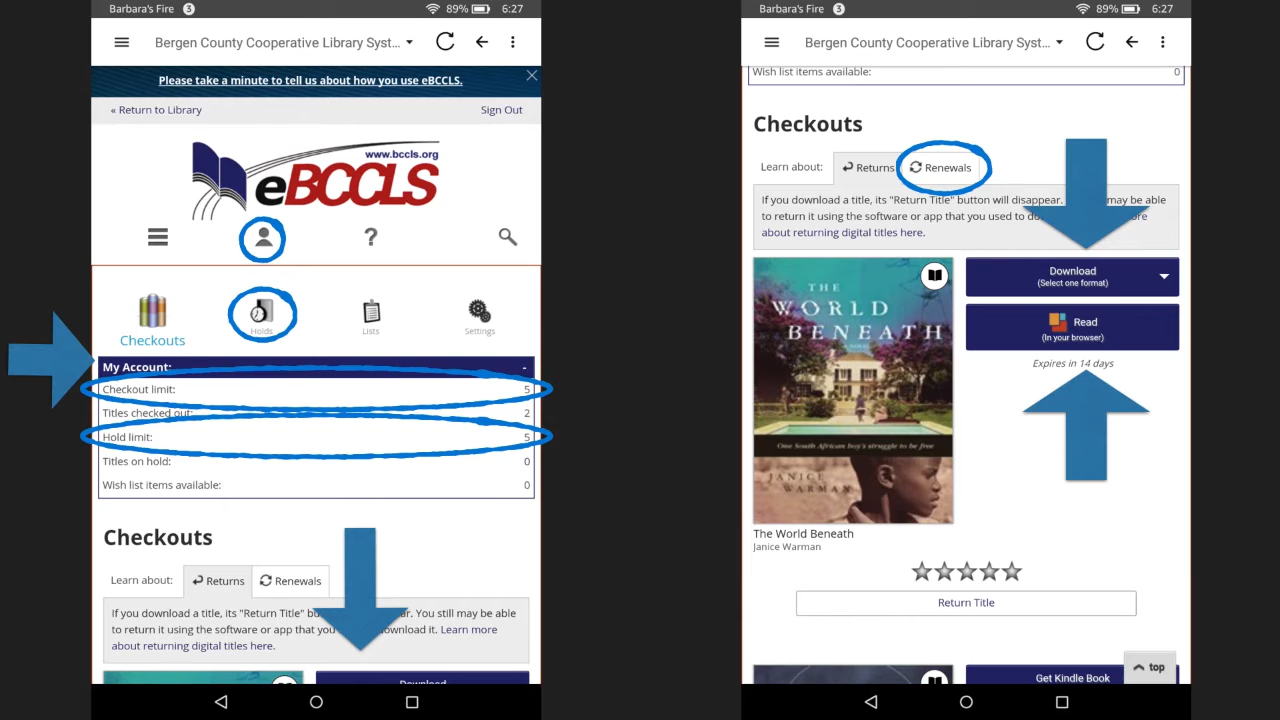 Barbara's Fire 3 89% 6:27
Bergen County Cooperative Library Syst...
Please take a minute to tell us about how you use eBCCLS.
« Return to Library Sign Out
www.bccls.org
eBCCLS
?
Checkouts Holds Lists Settings
My Account: -
Checkout limit: 5
Titles checked out: 2
Hold limit: 5
Titles on hold: 0
Wish list items available: 0
Checkouts
Learn about: Returns Renewals
If you download a title, its "Return Title" You still may be able
to return it using the software or app that you download it. Learn more
about returning digital titles here.
Download
Barbara's Fire 3 89% 6:27
Bergen County Cooperative Library Syst...
Wish list items available: 0
Checkouts
Learn about: Returns Renewals
If you download a title, its "Return Title" button will disappear. may be able
to return it using the software or app that you used to
about returning digital titles here.
THE
WORLD
BENEATH
A NOVEL
One South African boy's struggle to be free
JANICE
WARMAN
Download
(Select one format)
Read
(In your browser)
Expires in 14 days
The World Beneath
Janice Warman
Return Title
top
Get Kindle Book